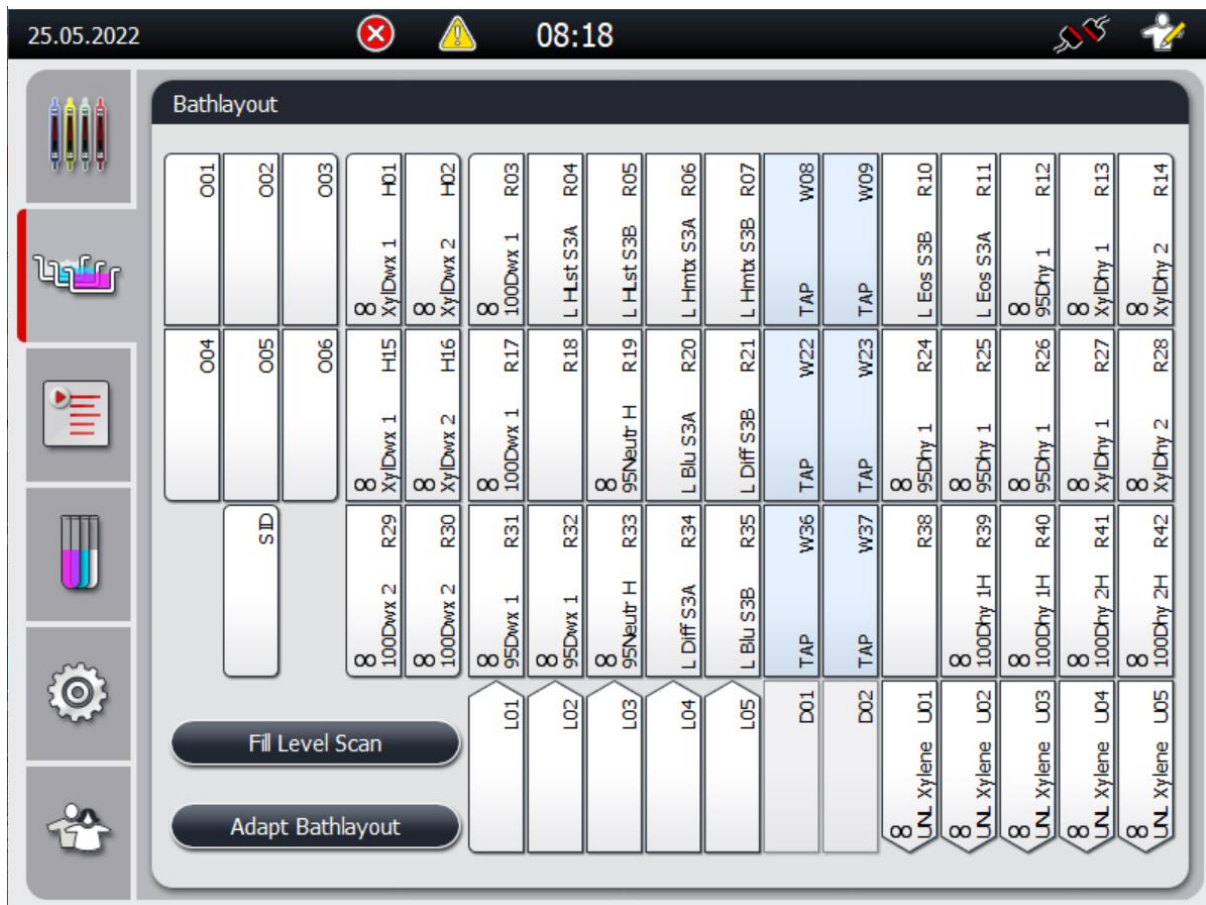 25.05.2022 08:18
Bathlayout
O01
O02
O03
∞ XylDwx 1 H01
∞ XylDwx 2 H02
∞ 100Dwx 1 R03
L HLst S3A R04
L HLst S3B R05
L Hmtx S3A R06
L Hmtx S3B R07
TAP W08
TAP W09
L Eos S3B R10
L Eos S3A R11
∞ 95Dhy 1 R12
∞ XylDhy 1 R13
∞ XylDhy 2 R14
O04
O05
O06
∞ XylDwx 1 H15
∞ XylDwx 2 H16
∞ 100Dwx 1 R17
R18
∞ 95Neutr H R19
L Blu S3A R20
L Diff S3B R21
TAP W22
TAP W23
∞ 95Dhy 1 R24
∞ 95Dhy 1 R25
∞ 95Dhy 1 R26
∞ XylDhy 1 R27
∞ XylDhy 2 R28
SID
∞ 100Dwx 2 R29
∞ 100Dwx 2 R30
∞ 95Dwx 1 R31
∞ 95Dwx 1 R32
∞ 95Neutr H R33
L Diff S3A R34
L Blu S3B R35
TAP W36
TAP W37
R38
∞ 100Dhy 1H R39
∞ 100Dhy 1H R40
∞ 100Dhy 2H R41
∞ 100Dhy 2H R42
L01
L02
L03
L04
L05
D01
D02
∞ UNL Xylene U01
∞ UNL Xylene U02
∞ UNL Xylene U03
∞ UNL Xylene U04
∞ UNL Xylene U05
Fill Level Scan
Adapt Bathlayout